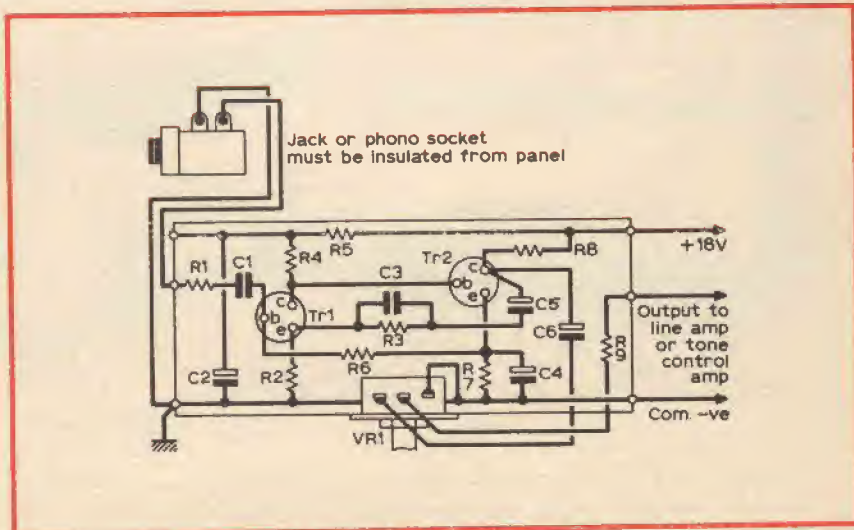 Jack or phono socket
must be insulated from panel
R5
+18V
R4
Tr2
R8
R1
C1
C3
c
b
e
c
b
e
Tr1
C5
C6
Output to
line amp
or tone
control
amp
R3
R9
R6
C2
R2
R7
C4
Com. -ve
VR1